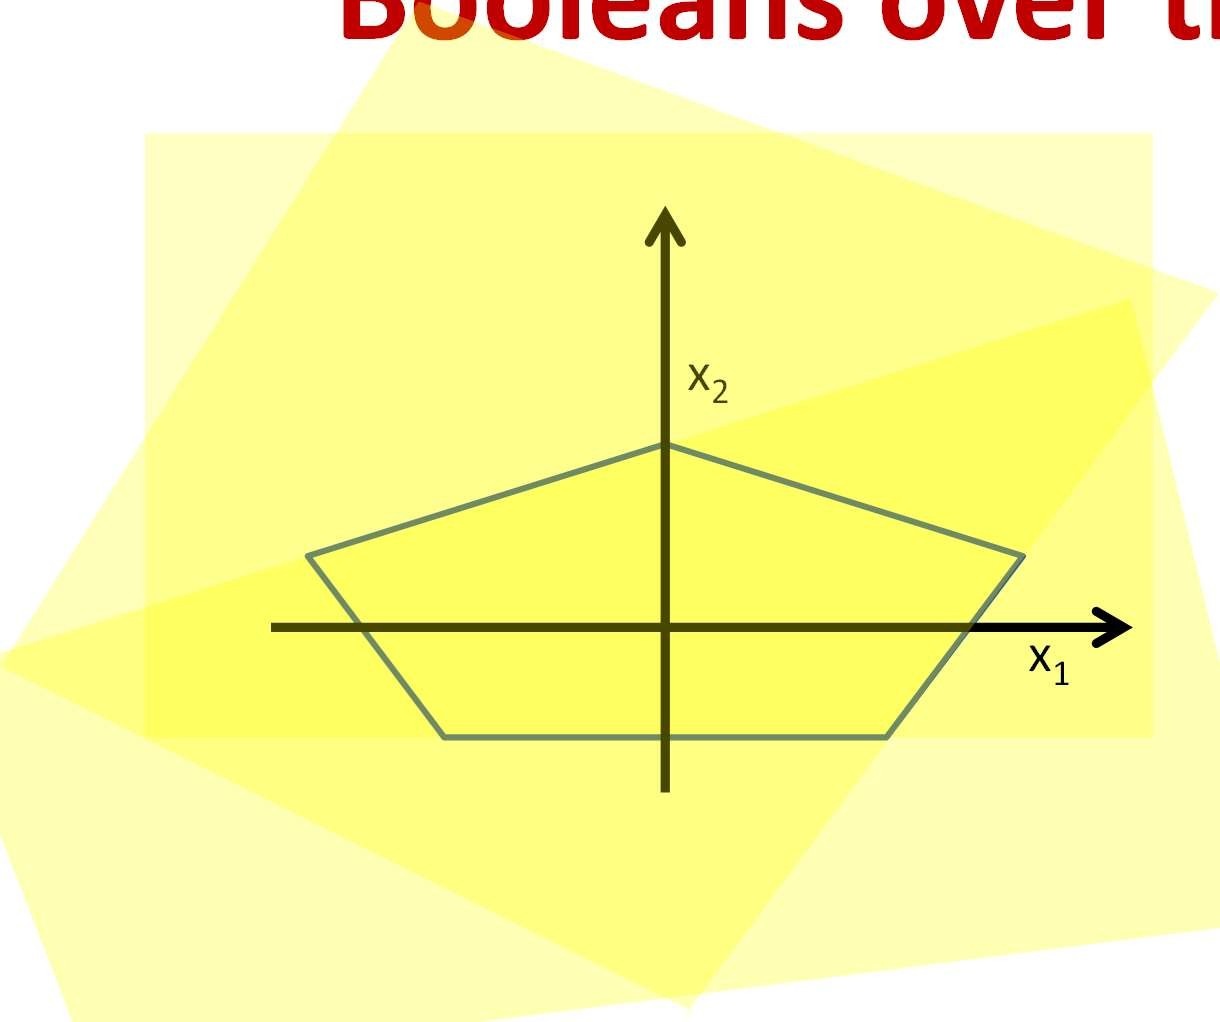 Booleans over t
x₂
x₁